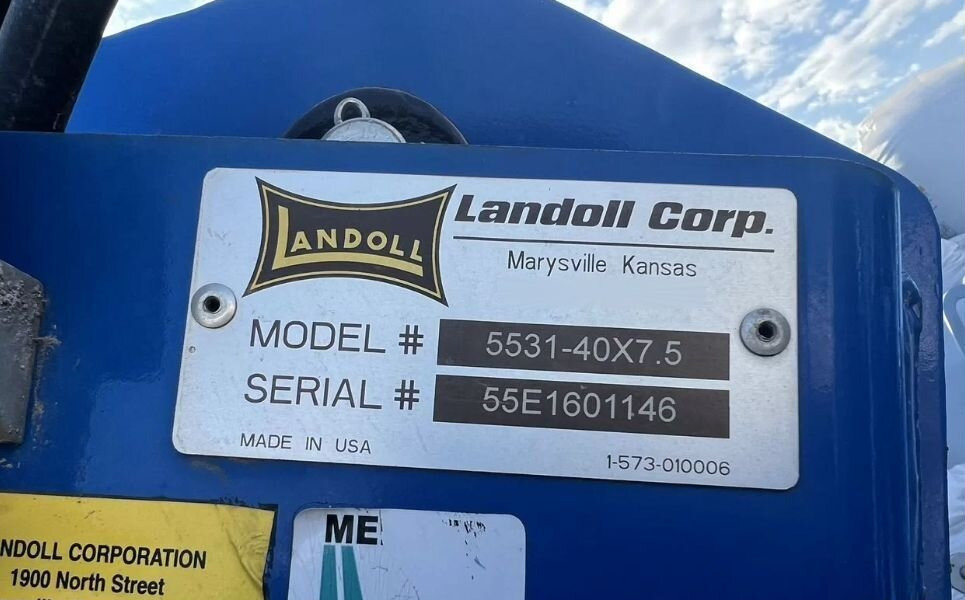 LANDOLL
Landoll Corp.
Marysville Kansas
MODEL # 5531-40X7.5
SERIAL # 55E1601146
MADE IN USA
1-573-010006
NDOLL CORPORATION
1900 North Street
ME